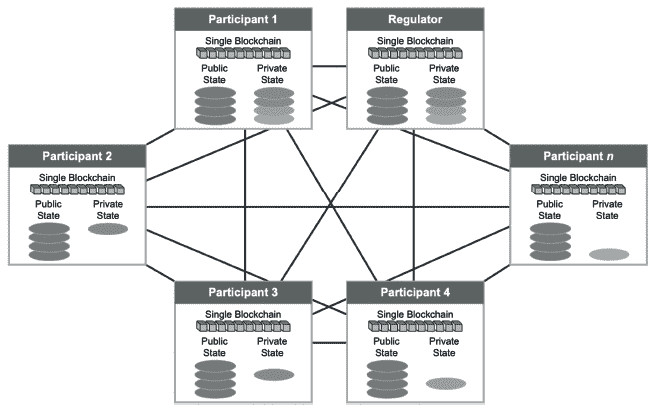 Participant 1
Single Blockchain
Public Private
State State
Regulator
Single Blockchain
Public Private
State State
Participant 2
Single Blockchain
Public Private
State State
Participant n
Single Blockchain
Public Private
State State
Participant 3
Single Blockchain
Public Private
State State
Participant 4
Single Blockchain
Public Private
State State